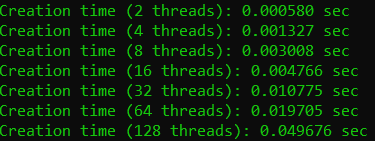 Creation time (2 threads): 0.000580 sec
Creation time (4 threads): 0.001327 sec
Creation time (8 threads): 0.003008 sec
Creation time (16 threads): 0.004766 sec
Creation time (32 threads): 0.010775 sec
Creation time (64 threads): 0.019705 sec
Creation time (128 threads): 0.049676 sec